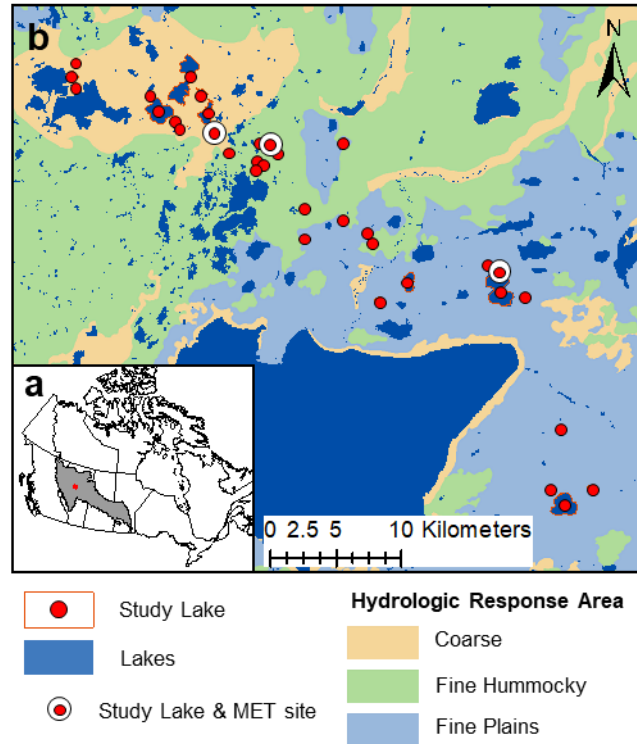 b
N
a
0 2.5 5 10 Kilometers
Study Lake
Lakes
Study Lake & MET site
Hydrologic Response Area
Coarse
Fine Hummocky
Fine Plains